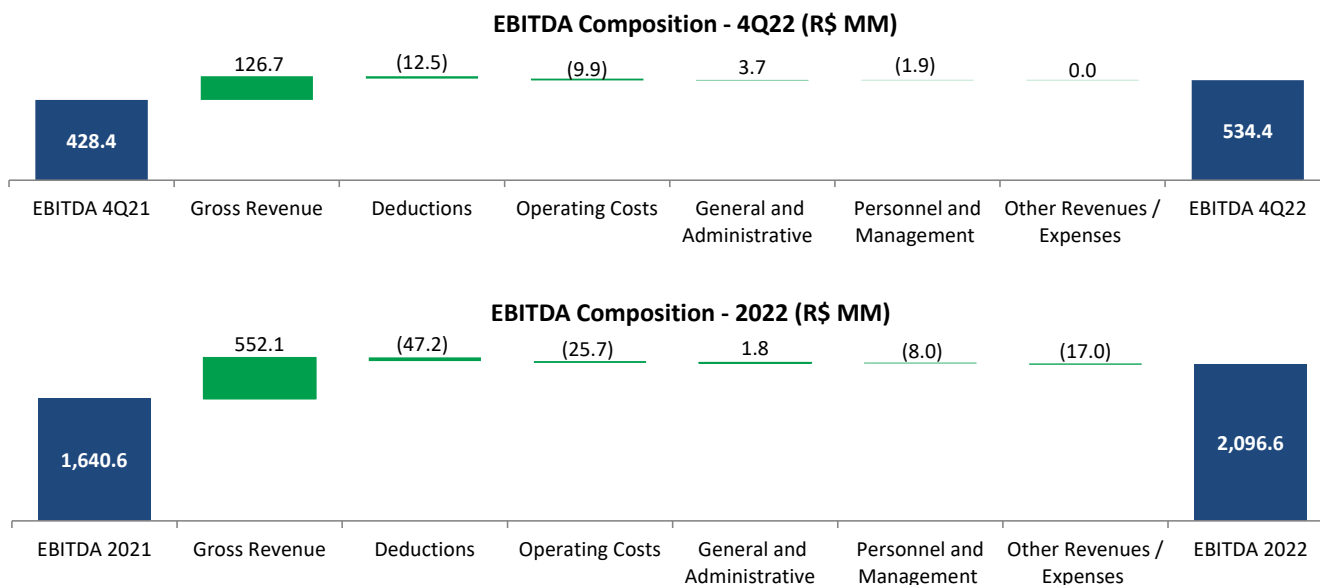 EBITDA Composition - 4Q22 (R$ MM)
126.7 (12.5) (9.9) 3.7 (1.9) 0.0
428.4 534.4
EBITDA 4Q21 Gross Revenue Deductions Operating Costs General and Personnel and Other Revenues / EBITDA 4Q22
Administrative Management Expenses
EBITDA Composition - 2022 (R$ MM)
552.1 (47.2) (25.7) 1.8 (8.0) (17.0)
1,640.6 2,096.6
EBITDA 2021 Gross Revenue Deductions Operating Costs General and Personnel and Other Revenues / EBITDA 2022
Administrative Management Expenses